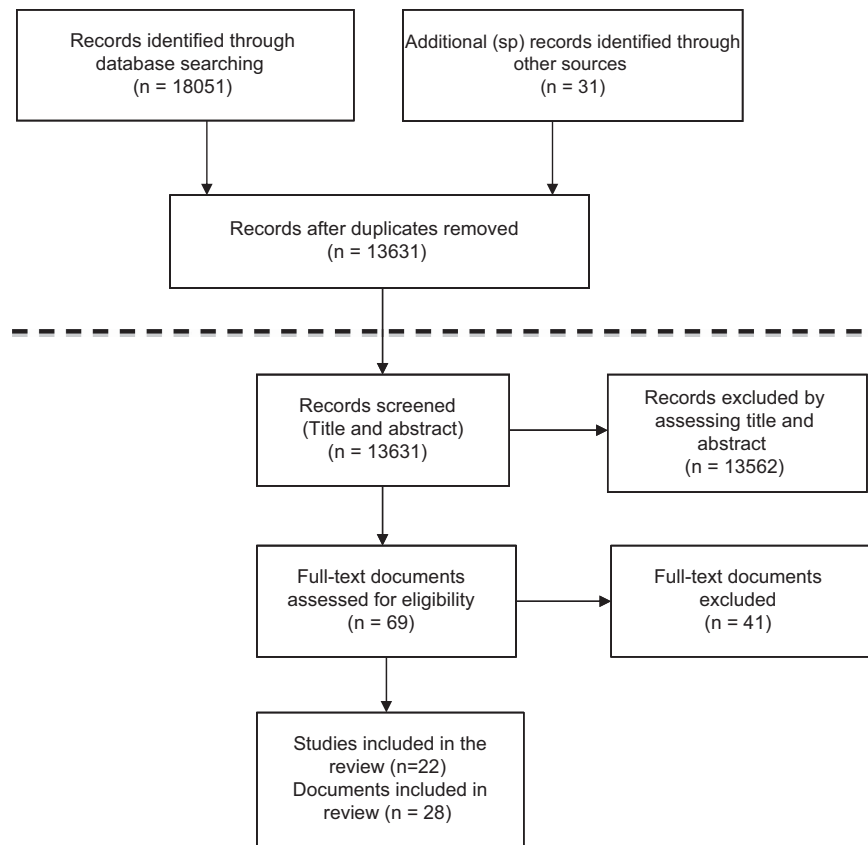 Records identified through
database searching
(n = 18051)
Additional (sp) records identified through
other sources
(n = 31)
Records after duplicates removed
(n = 13631)
Records screened
(Title and abstract)
(n = 13631)
Records excluded by
assessing title and
abstract
(n = 13562)
Full-text documents
assessed for eligibility
(n = 69)
Full-text documents
excluded
(n = 41)
Studies included in the
review (n=22)
Documents included in
review (n = 28)